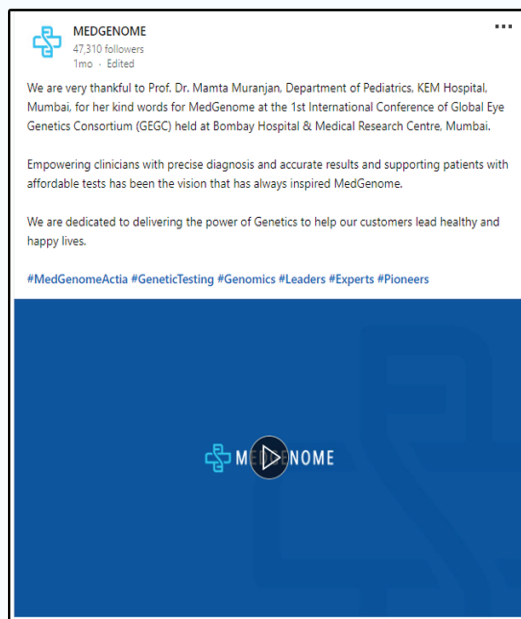 MEDGENOME
47,310 followers
1mo · Edited
We are very thankful to Prof. Dr. Mamta Muranjan, Department of Pediatrics, KEM Hospital,
Mumbai, for her kind words for MedGenome at the 1st International Conference of Global Eye
Genetics Consortium (GEGC) held at Bombay Hospital & Medical Research Centre, Mumbai.
Empowering clinicians with precise diagnosis and accurate results and supporting patients with
affordable tests has been the vision that has always inspired MedGenome.
We are dedicated to delivering the power of Genetics to help our customers lead healthy and
happy lives.
#MedGenomeActia #GeneticTesting #Genomics #Leaders #Experts #Pioneers
MEDGENOME